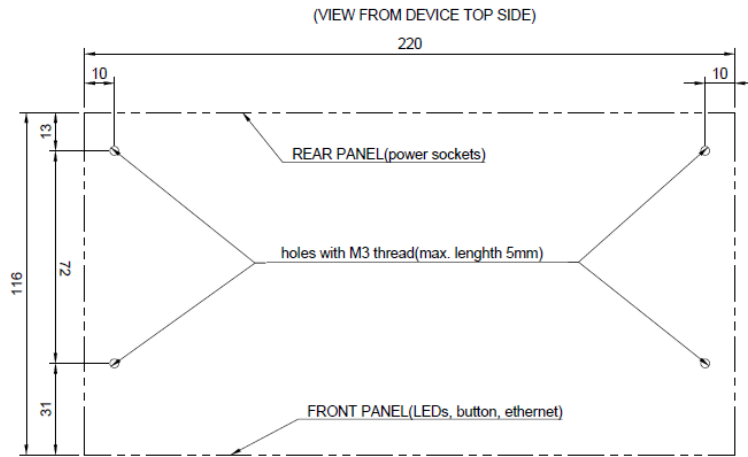 (VIEW FROM DEVICE TOP SIDE)
220
10
10
13
REAR PANEL(power sockets)
72
holes with M3 thread(max. lenghth 5mm)
116
31
FRONT PANEL(LEDs, button, ethernet)